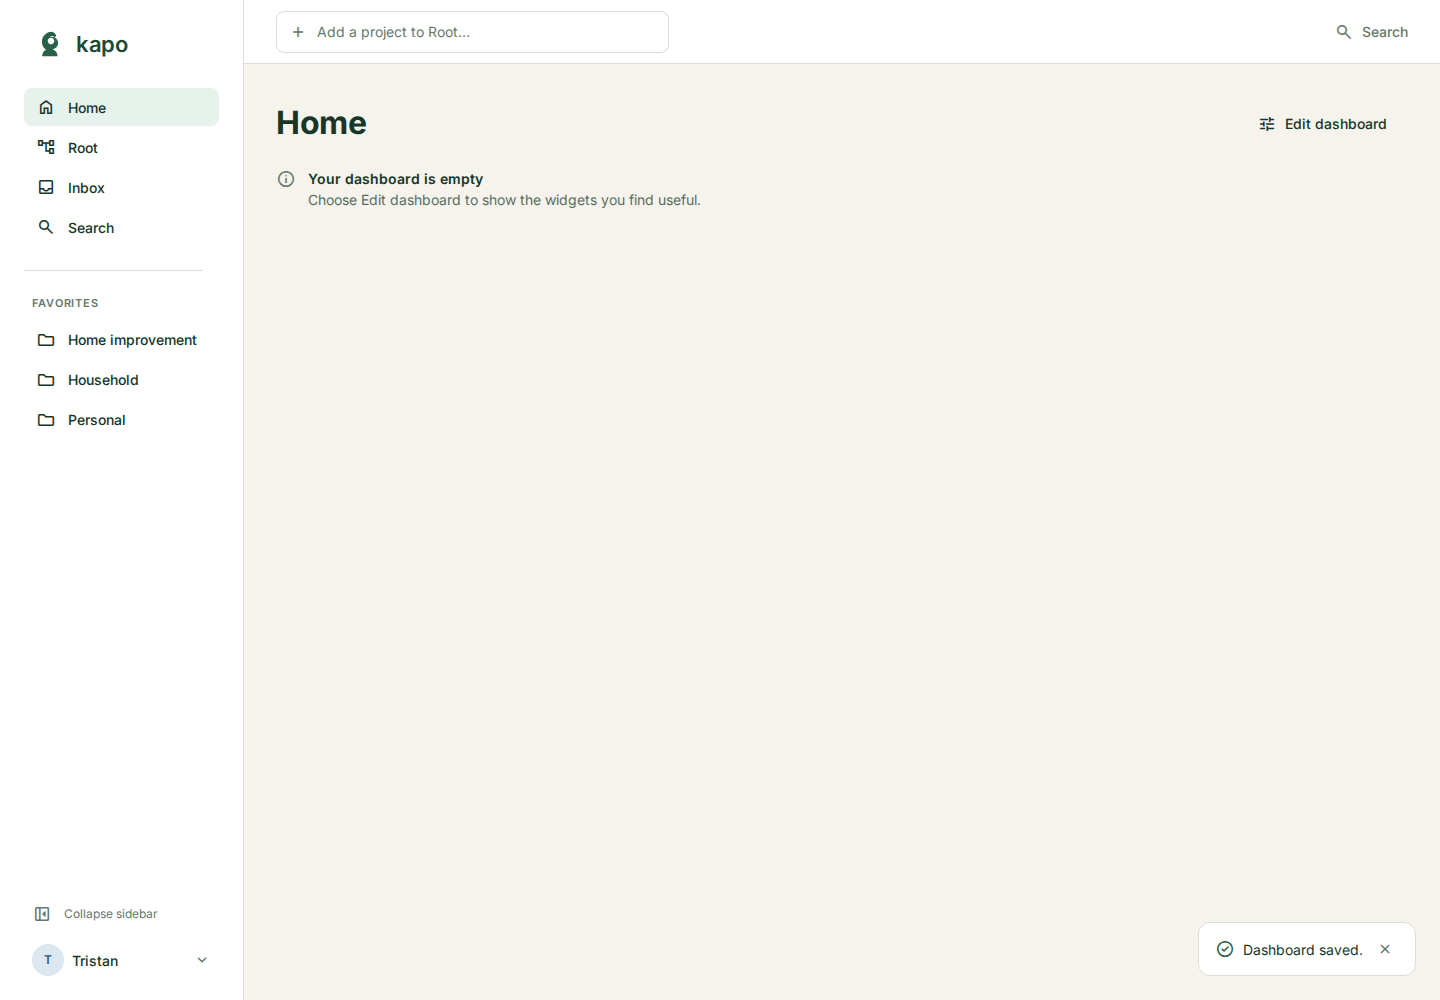 kapo
Home
Root
Inbox
Search
FAVORITES
Home improvement
Household
Personal
Collapse sidebar
T
Tristan
Add a project to Root...
Search
Home
Edit dashboard
Your dashboard is empty
Choose Edit dashboard to show the widgets you find useful.
Dashboard saved.